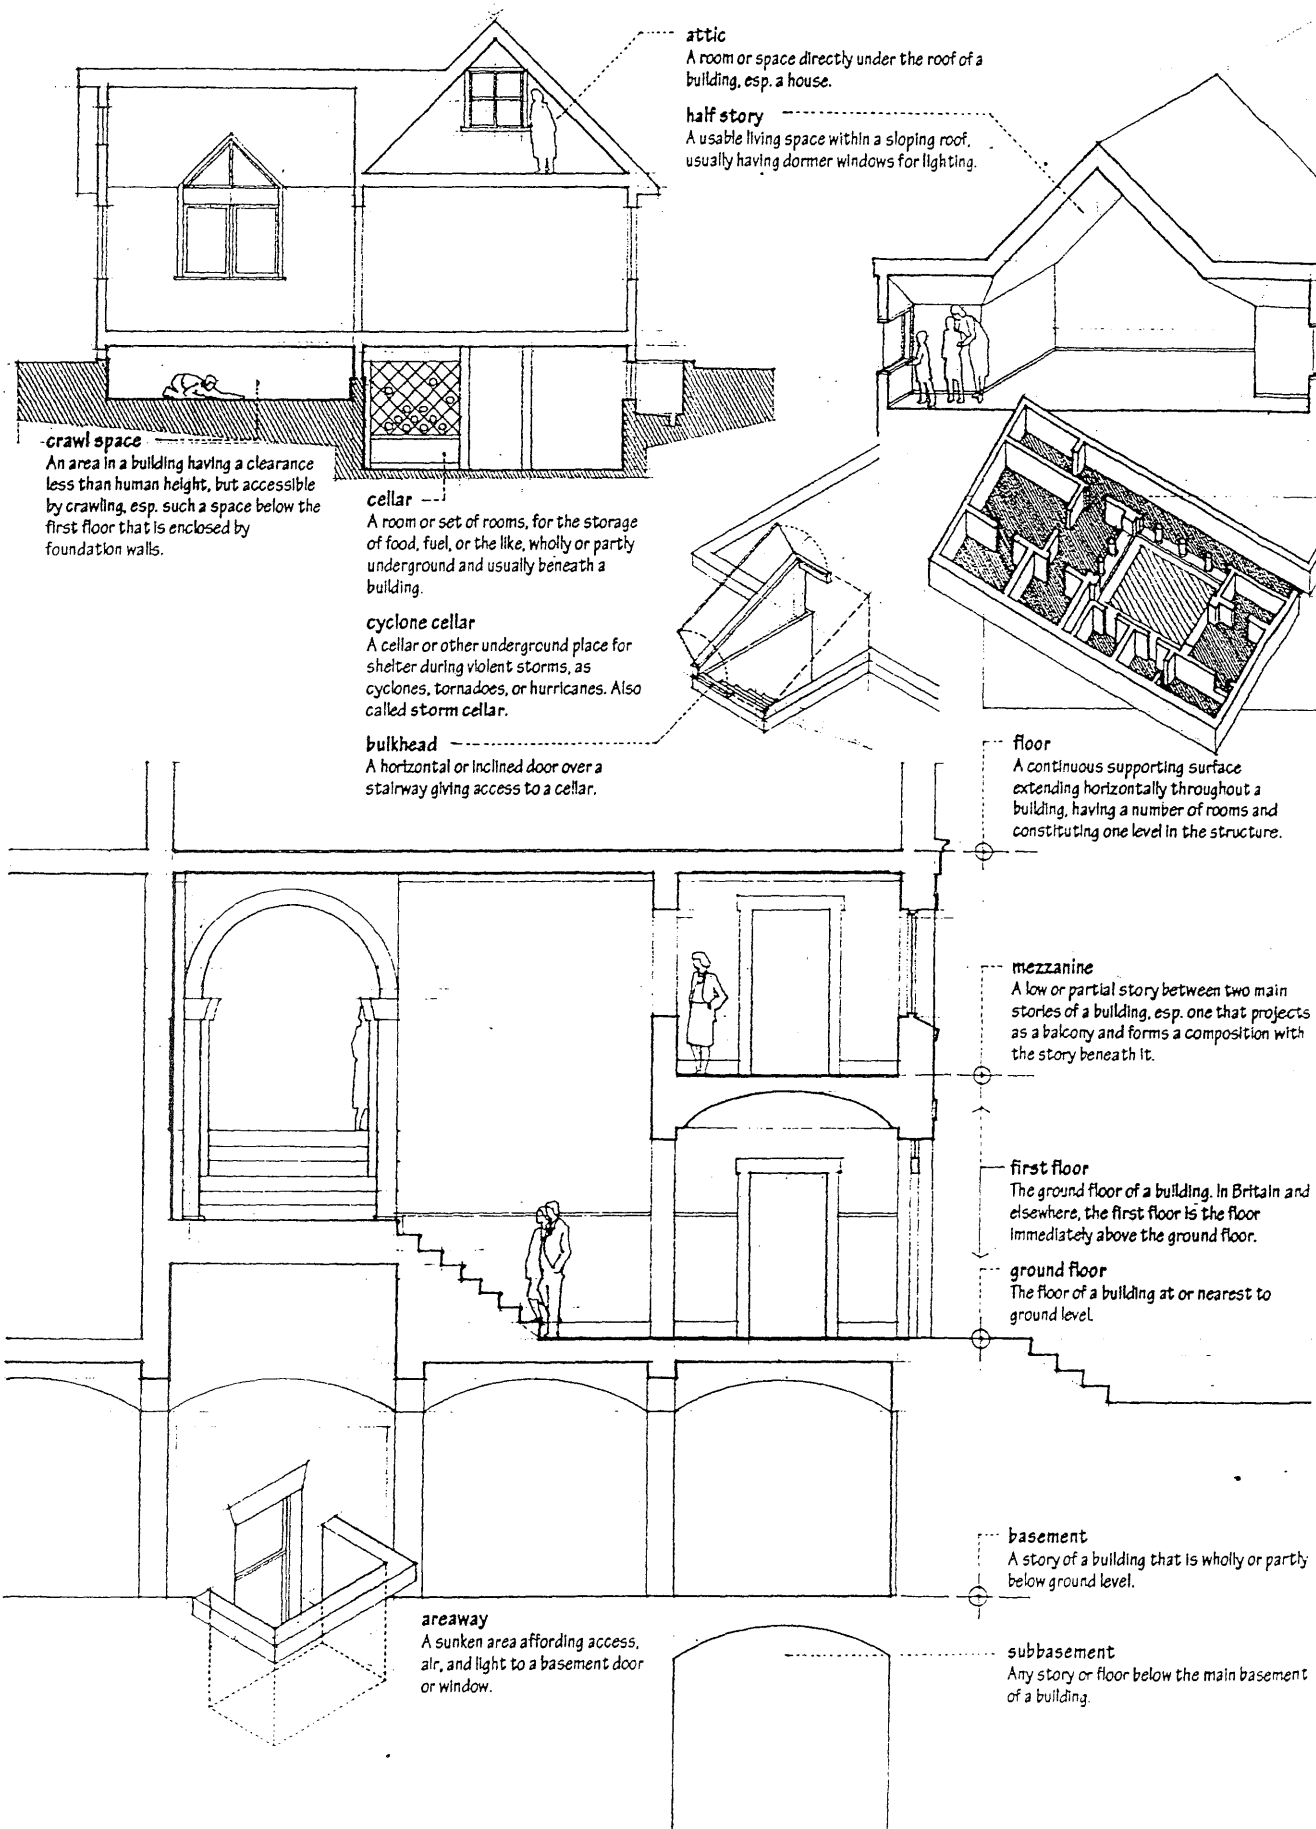 attic
A room or space directly under the roof of a
building, esp. a house.
half story
A usable living space within a sloping roof,
usually having dormer windows for lighting.
crawl space
An area in a building having a clearance
less than human height, but accessible
by crawling, esp. such a space below the
first floor that is enclosed by
foundation walls.
cellar
A room or set of rooms, for the storage
of food, fuel, or the like, wholly or partly
underground and usually beneath a
building.
cyclone cellar
A cellar or other underground place for
shelter during violent storms, as
cyclones, tornadoes, or hurricanes. Also
called storm cellar.
bulkhead
A horizontal or inclined door over a
stairway giving access to a cellar.
floor
A continuous supporting surface
extending horizontally throughout a
building, having a number of rooms and
constituting one level in the structure.
mezzanine
A low or partial story between two main
stories of a building, esp. one that projects
as a balcony and forms a composition with
the story beneath it.
first floor
The ground floor of a building. In Britain and
elsewhere, the first floor is the floor
immediately above the ground floor.
ground floor
The floor of a building at or nearest to
ground level.
basement
A story of a building that is wholly or partly
below ground level.
areaway
A sunken area affording access,
air, and light to a basement door
or window.
subbasement
Any story or floor below the main basement
of a building.